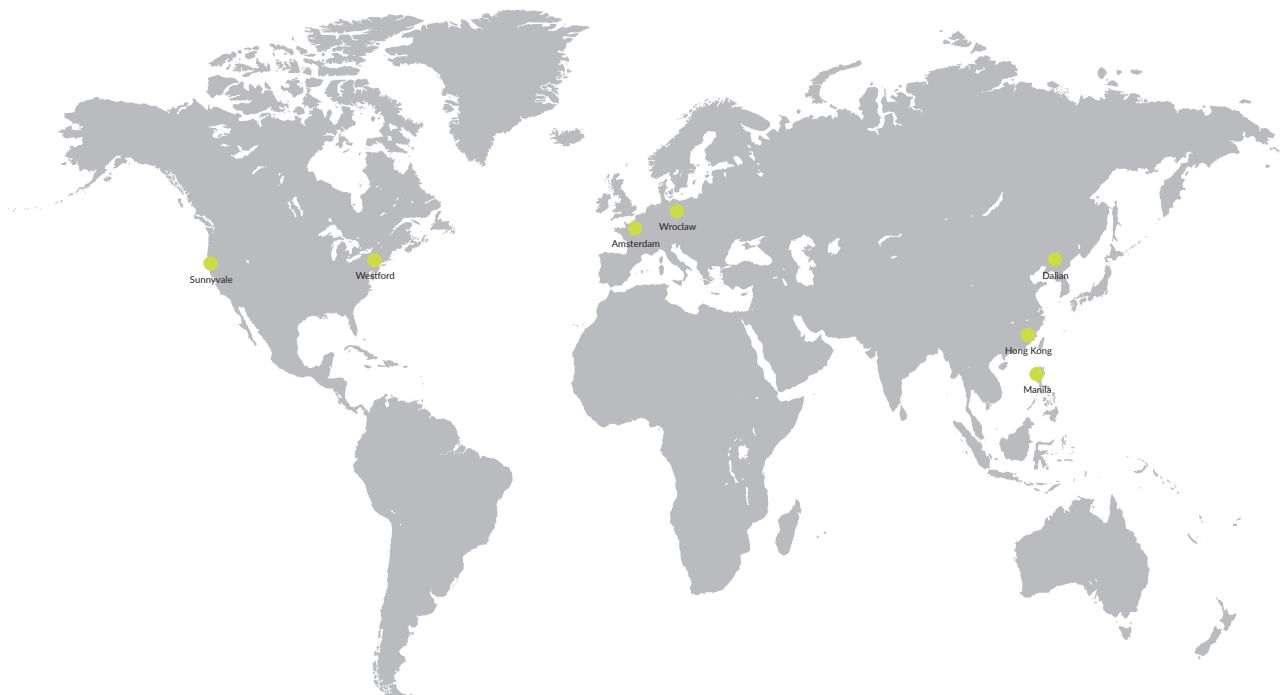 Wroclaw
Amsterdam
Westford
Sunnyvale
Dalian
Hong Kong
Manila